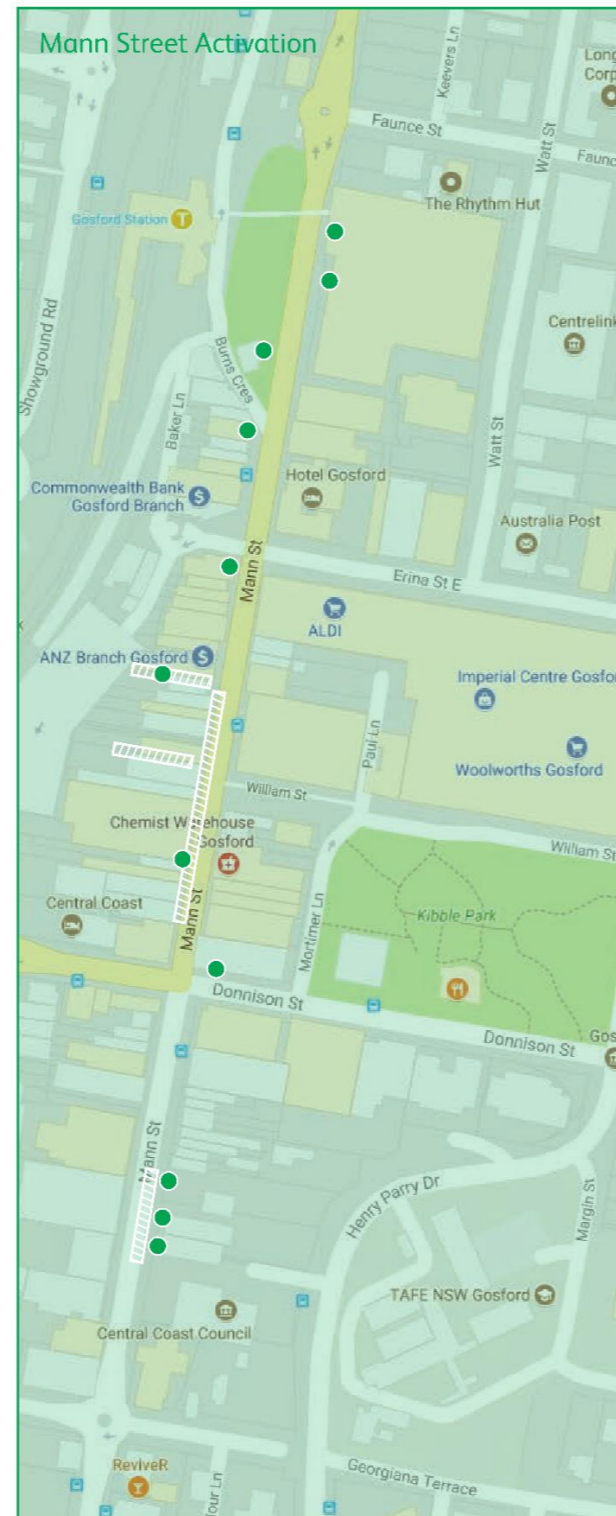 Mann Street Activation
Keevers Ln
Long
Corp
Faunce St
Watt St
Faunc
The Rhythm Hut
Gosford Station
T
Showground Rd
Centrelink
Burns Cres
Baker Ln
Watt St
Hotel Gosford
Commonwealth Bank
Gosford Branch
$
Australia Post
Mann St
Erina St E
ALDI
ANZ Branch Gosford
$
Imperial Centre Gosfor
Paul Ln
Woolworths Gosford
William St
Chemist Warehouse
Gosford
William St
Central Coast
Mann St
Mortimer Ln
Kibble Park
Donnison St
Donnison St
Gos
Mann St
Henry Parry Dr
Margin St
TAFE NSW Gosford
Central Coast Council
ReviveR
Georgiana Terrace